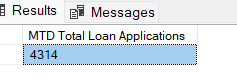 Results Messages
MTD Total Loan Applications
4314